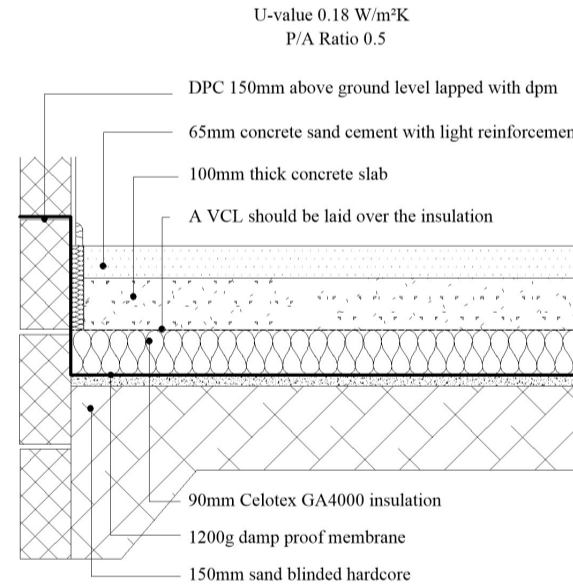 U-value 0.18 W/m²K
P/A Ratio 0.5
DPC 150mm above ground level lapped with dpm
65mm concrete sand cement with light reinforcemen
100mm thick concrete slab
A VCL should be laid over the insulation
90mm Celotex GA4000 insulation
1200g damp proof membrane
150mm sand blinded hardcore